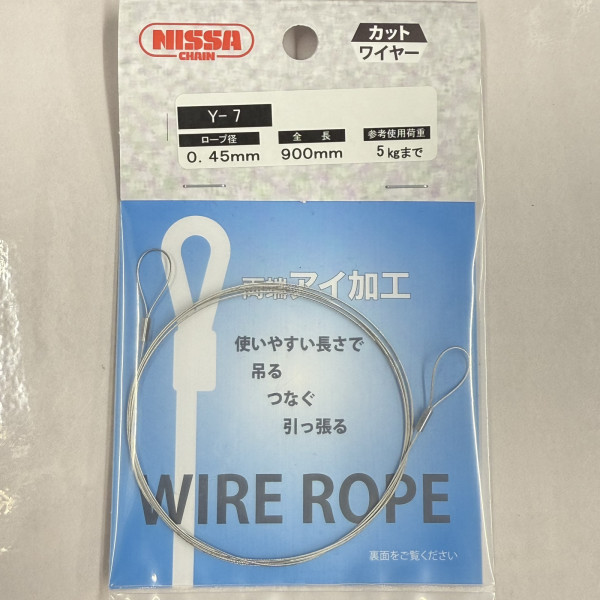 NISSA
CHAIN
カット
ワイヤー
Y-7
ロープ径
全長
参考使用荷重
0.45mm
900mm
5kgまで
両端アイ加工
使いやすい長さで
吊る
つなぐ
引っ張る
WIRE ROPE
裏面をご覧ください